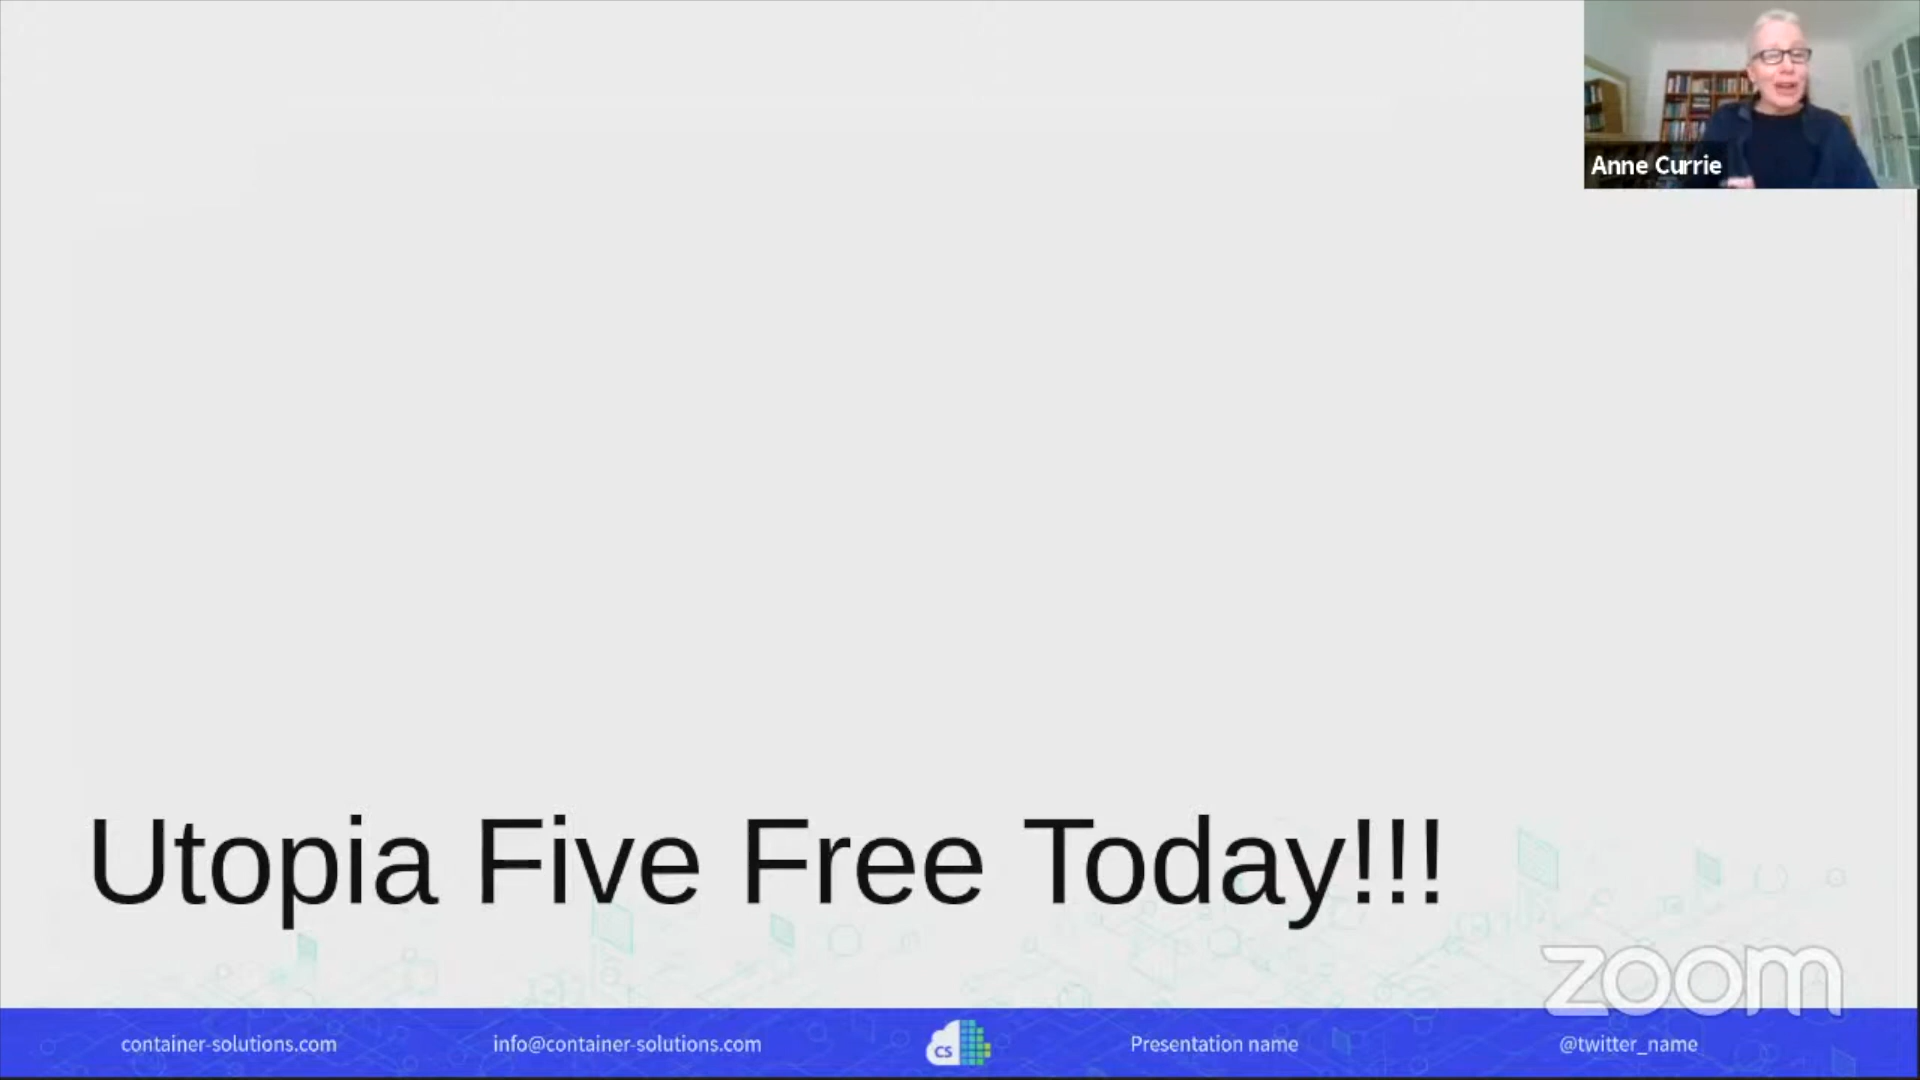 Anne Currie
Utopia Five Free Today!!!
zoom
container-solutions.com
info@container-solutions.com
cs
Presentation name
@twitter_name